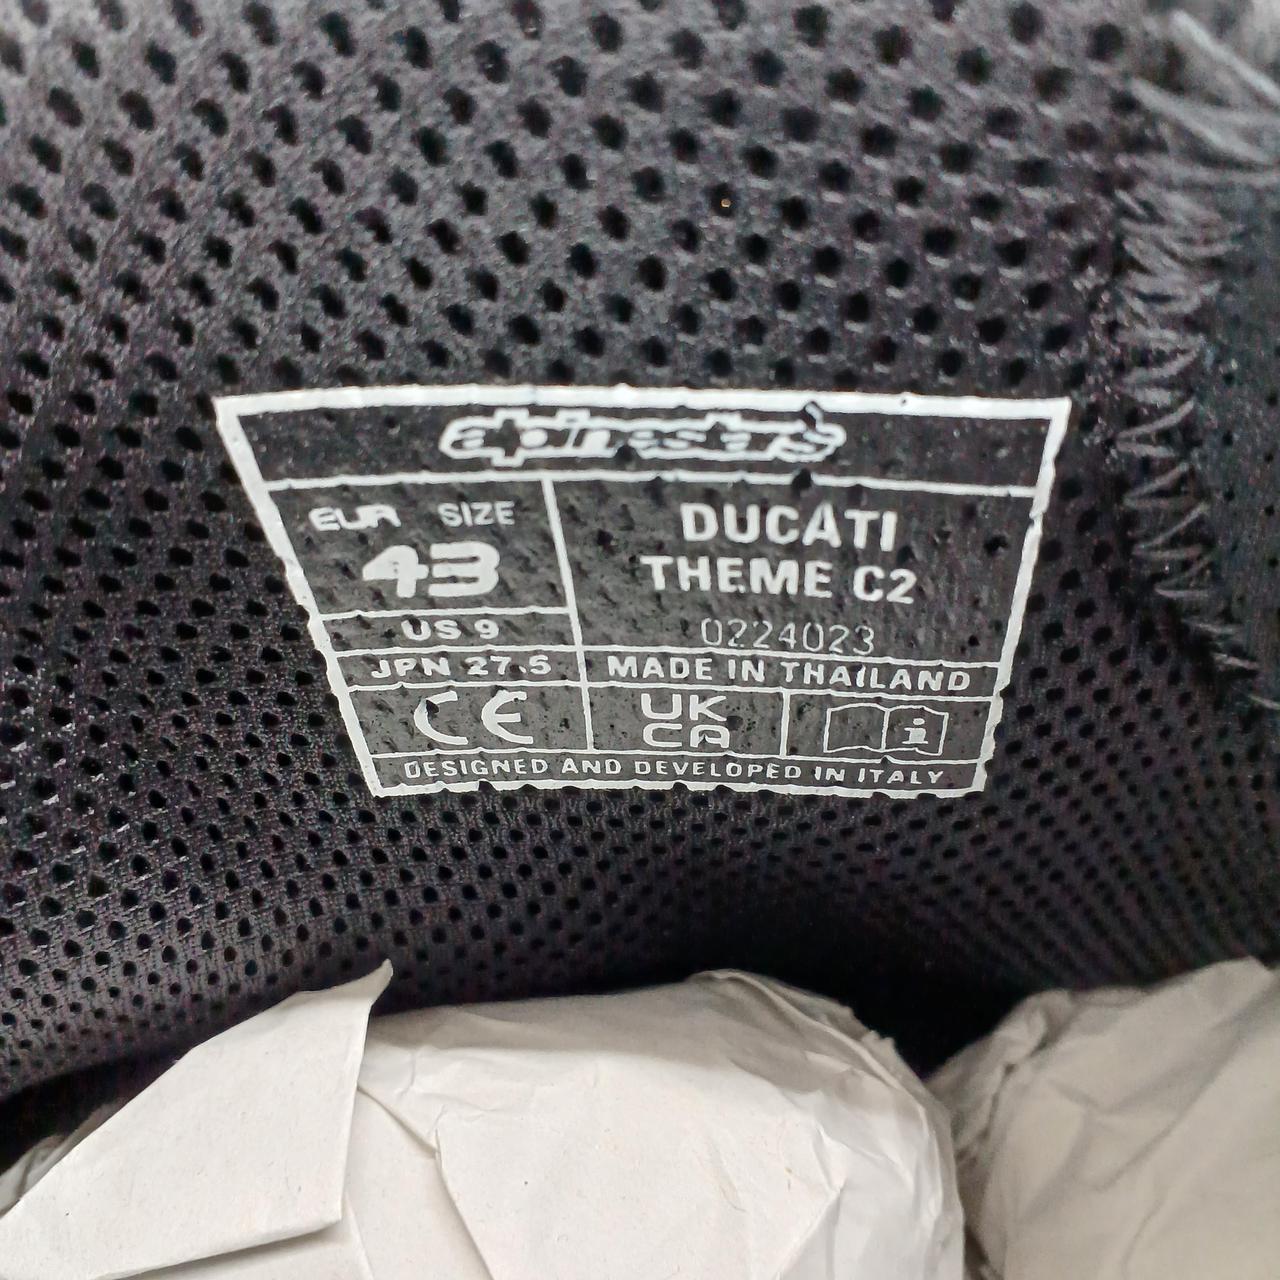 alpinestars
EUR SIZE
43
US 9
JPN 27.5
DUCATI
THEME C2
0224023
MADE IN THAILAND
CE
UK
CA
i
DESIGNED AND DEVELOPED IN ITALY